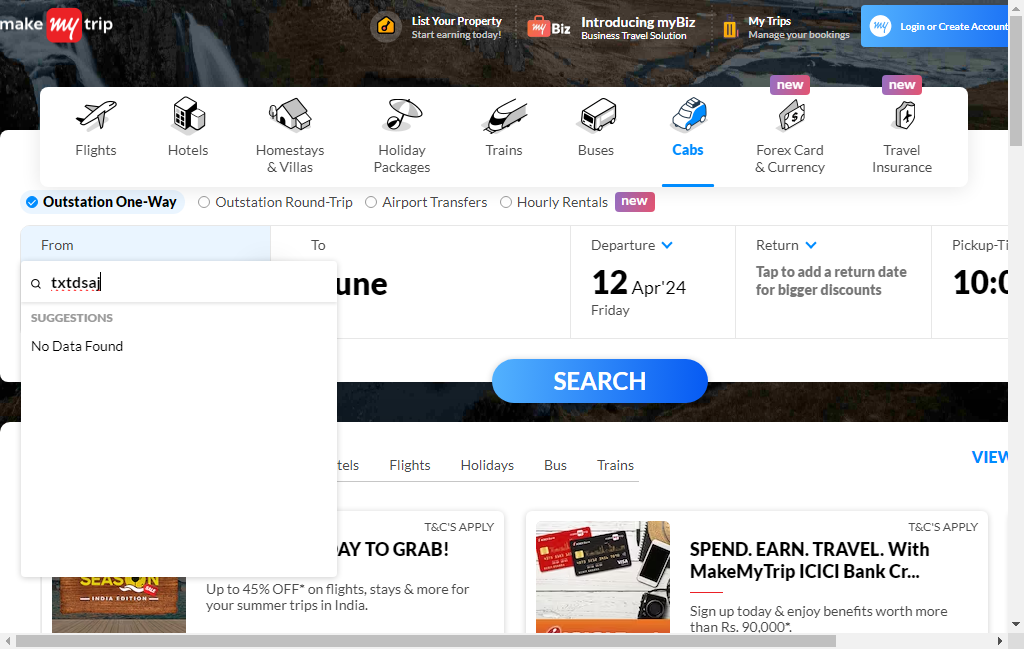 make my trip
List Your Property
Start earning today!
my Biz
Introducing myBiz
Business Travel Solution
My Trips
Manage your bookings
my
Login or Create Account
new
new
Flights
Hotels
Homestays
& Villas
Holiday
Packages
Trains
Buses
Cabs
Forex Card
& Currency
Travel
Insurance
Outstation One-Way
Outstation Round-Trip
Airport Transfers
Hourly Rentals
new
From
To
Departure
Return
Pickup-Ti
txtdsaj
une
12 Apr'24
Friday
Tap to add a return date
for bigger discounts
10:0
SUGGESTIONS
No Data Found
SEARCH
tels
Flights
Holidays
Bus
Trains
VIEW
T&C'S APPLY
AY TO GRAB!
SEASON
SALE
INDIA EDITION
Up to 45% OFF* on flights, stays & more for
your summer trips in India.
T&C'S APPLY
SPEND. EARN. TRAVEL. With
MakeMyTrip ICICI Bank Cr...
VISA
Sign up today & enjoy benefits worth more
than Rs. 90,000*.